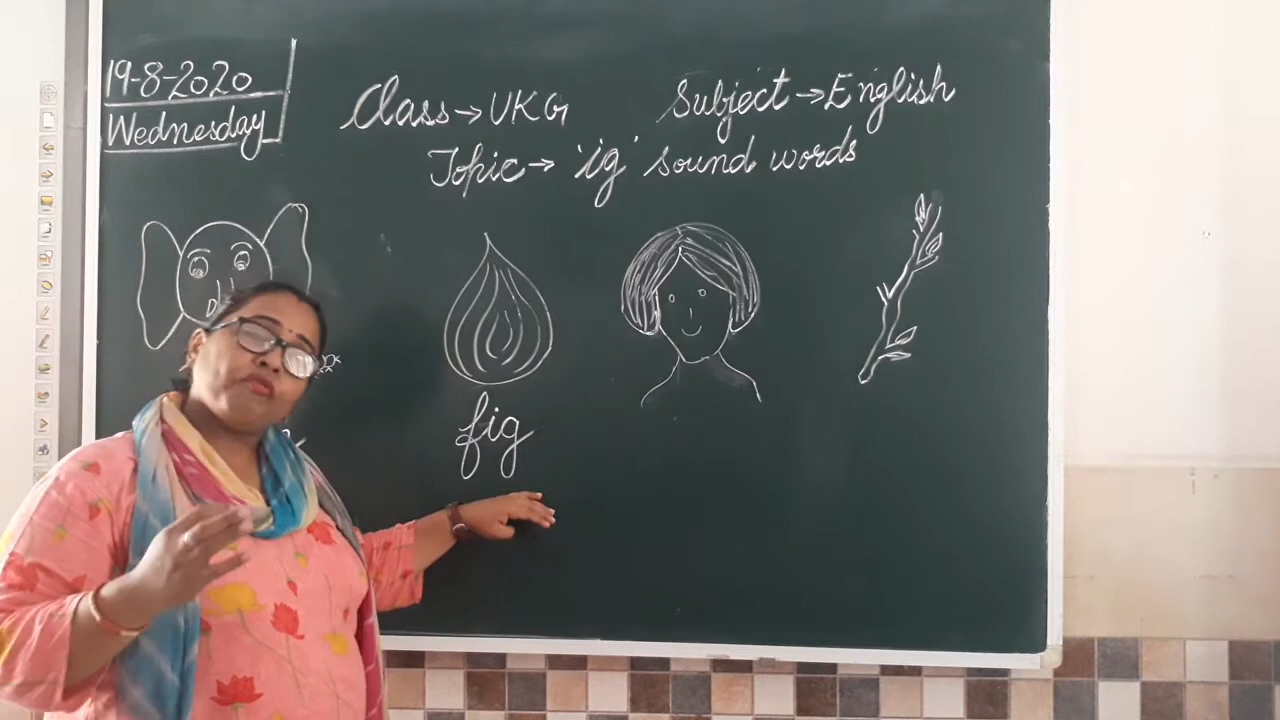 19-8-2020
Wednesday
Class → UKG Subject → English
Topic → 'ig' sound words
fig